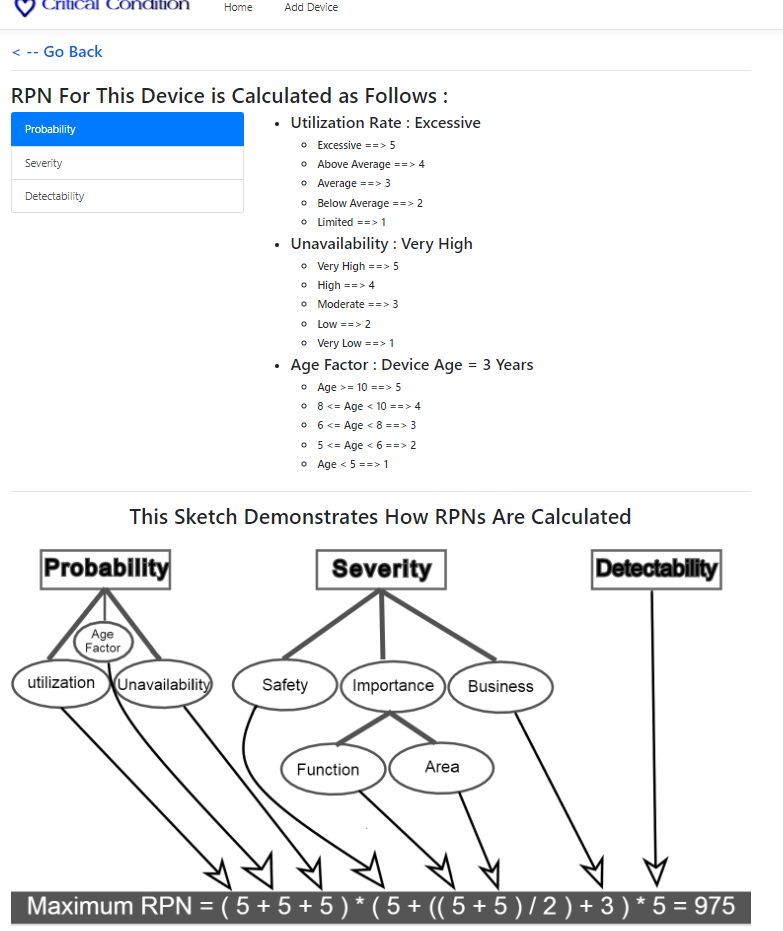 Critical Condition Home Add Device
< -- Go Back
RPN For This Device is Calculated as Follows :
Probability
Severity
Detectability
Utilization Rate : Excessive
Excessive ==> 5
Above Average ==> 4
Average ==> 3
Below Average ==> 2
Limited ==> 1
Unavailability : Very High
Very High ==> 5
High ==> 4
Moderate ==> 3
Low ==> 2
Very Low ==> 1
Age Factor : Device Age = 3 Years
Age >= 10 ==> 5
8 <= Age < 10 ==> 4
6 <= Age < 8 ==> 3
5 <= Age < 6 ==> 2
Age < 5 ==> 1
This Sketch Demonstrates How RPNs Are Calculated
Probability Severity Detectability
Age
Factor
utilization Unavailability Safety Importance Business
Function Area
Maximum RPN = ( 5 + 5 + 5 ) * ( 5 + (( 5 + 5 ) / 2 ) + 3 ) * 5 = 975